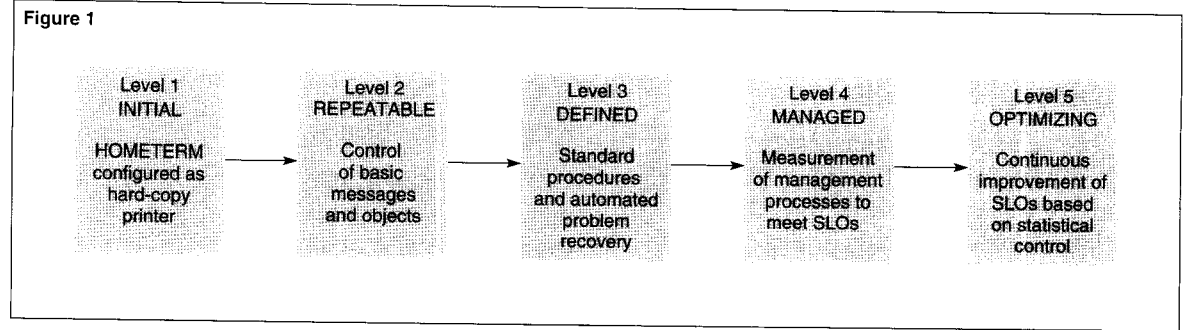 Figure 1
Level 1
INITIAL
HOMETERM
configured as
hard-copy
printer
Level 2
REPEATABLE
Control
of basic
messages
and objects
Level 3
DEFINED
Standard
procedures
and automated
problem
recovery
Level 4
MANAGED
Measurement
of management
processes to
meet SLOs
Level 5
OPTIMIZING
Continuous
improvement of
SLOs based
on statistical
control